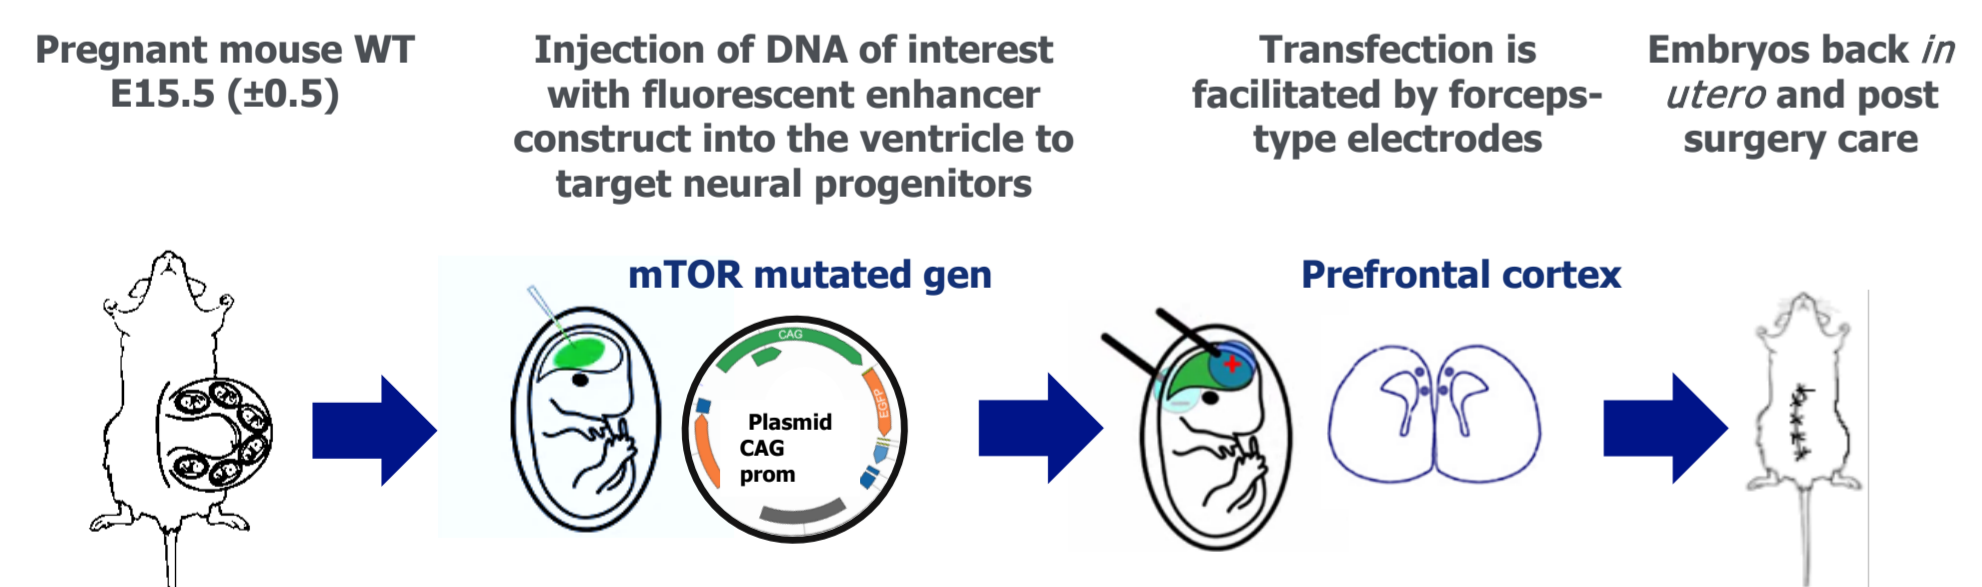 Pregnant mouse WT
E15.5 (±0.5)
Injection of DNA of interest
with fluorescent enhancer
construct into the ventricle to
target neural progenitors
Transfection is
facilitated by forceps-
type electrodes
Embryos back in
utero and post
surgery care
mTOR mutated gen
Prefrontal cortex
CAG
EGFP
Plasmid
CAG
prom
+
−